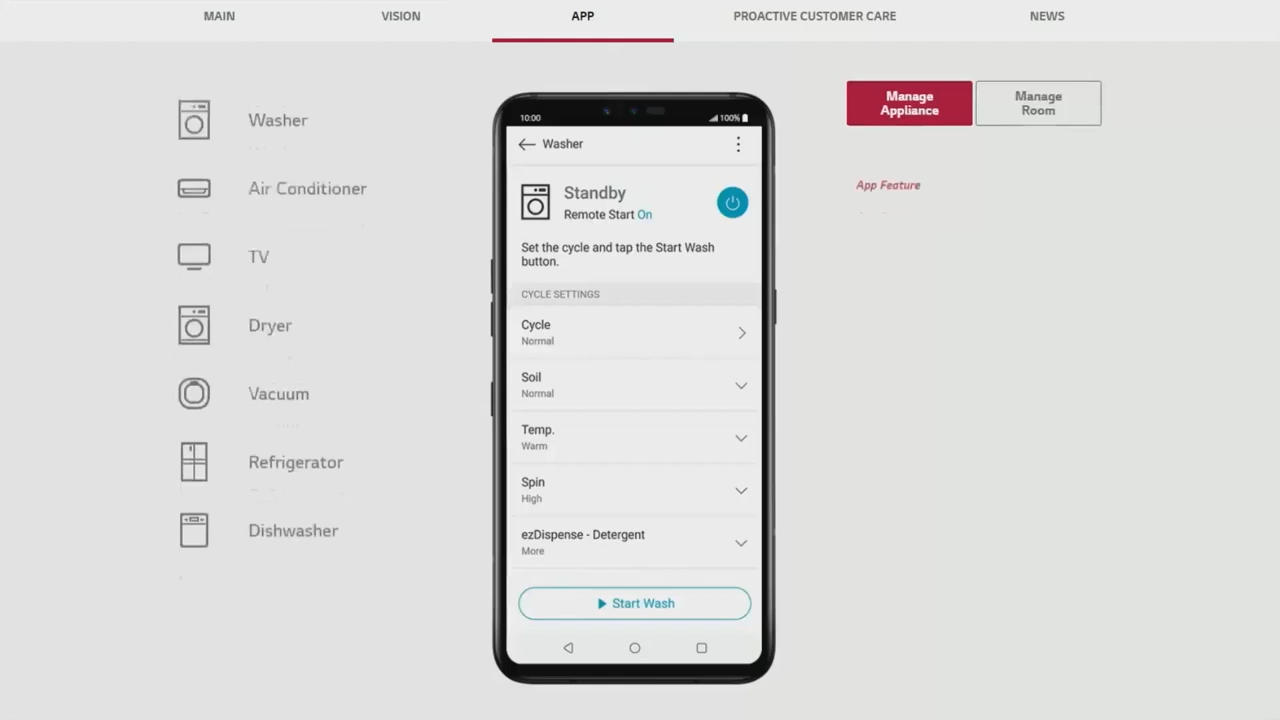 MAIN
VISION
APP
PROACTIVE CUSTOMER CARE
NEWS
Washer
Air Conditioner
TV
Dryer
Vacuum
Refrigerator
Dishwasher
10:00
100%
Washer
Standby
Remote Start On
Set the cycle and tap the Start Wash
button.
CYCLE SETTINGS
Cycle
Normal
Soil
Normal
Temp.
Warm
Spin
High
ezDispense - Detergent
More
Start Wash
Manage
Appliance
Manage
Room
App Feature